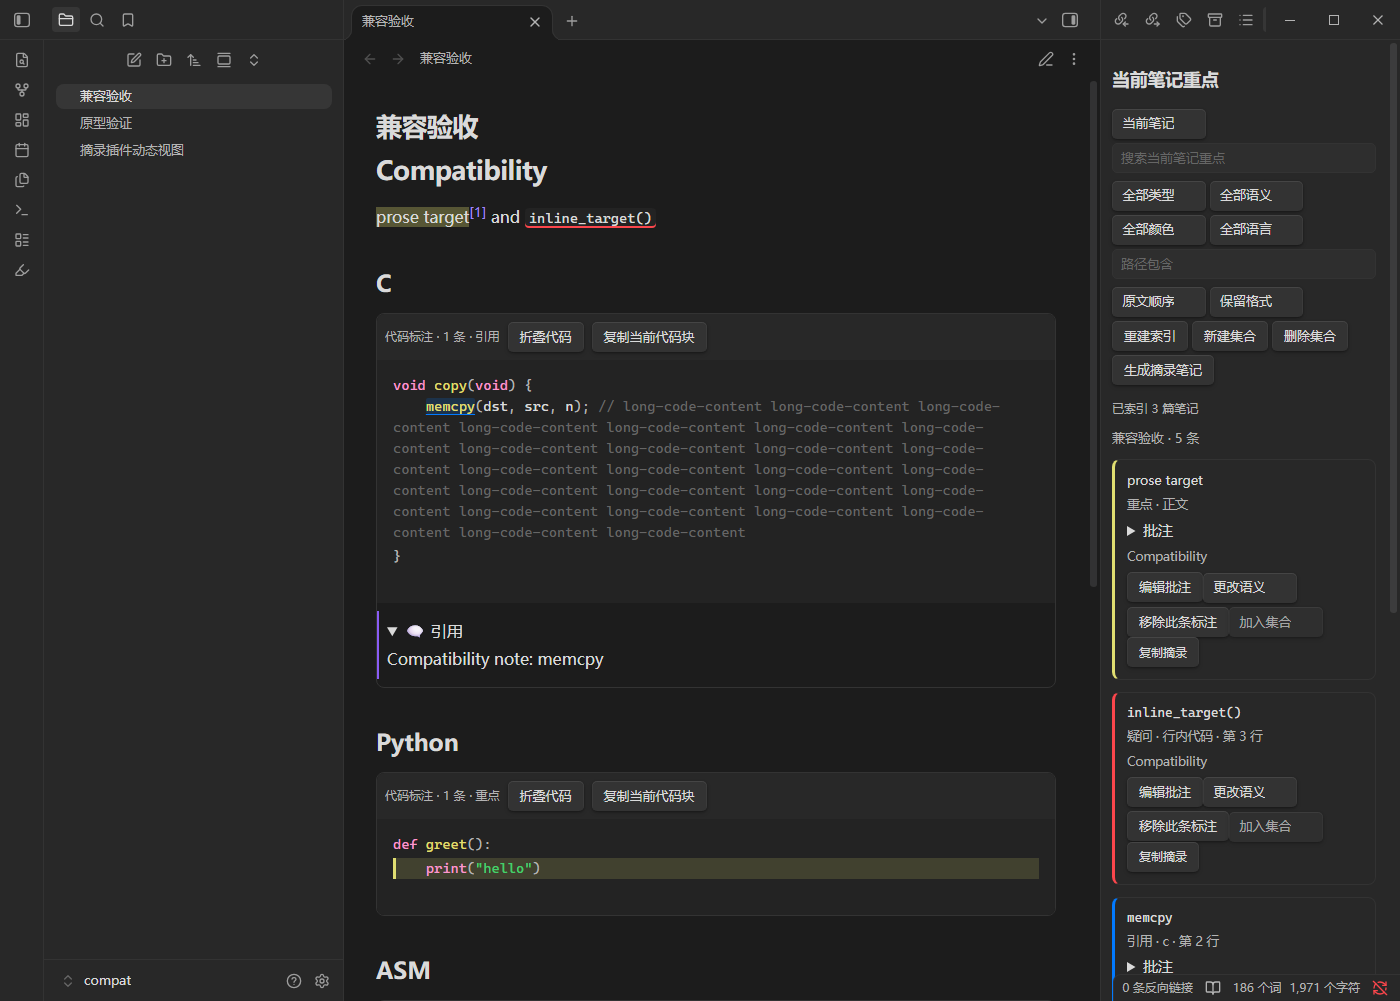 兼容验收
兼容验收
原型验证
摘录插件动态视图
compat
兼容验收
兼容验收
Compatibility
prose target[1] and inline_target()
C
代码标注 · 1 条 · 引用 折叠代码 复制当前代码块
void copy(void) {
memcpy(dst, src, n); // long-code-content long-code-content long-code-
content long-code-content long-code-content long-code-content long-code-
content long-code-content long-code-content long-code-content long-code-
content long-code-content long-code-content long-code-content long-code-
content long-code-content long-code-content long-code-content long-code-
content long-code-content long-code-content long-code-content long-code-
content long-code-content long-code-content
}
引用
Compatibility note: memcpy
Python
代码标注 · 1 条 · 重点 折叠代码 复制当前代码块
def greet():
print("hello")
ASM
当前笔记重点
当前笔记
搜索当前笔记重点
全部类型 全部语义
全部颜色 全部语言
路径包含
原文顺序 保留格式
重建索引 新建集合 删除集合
生成摘录笔记
已索引 3 篇笔记
兼容验收 · 5 条
prose target
重点 · 正文
批注
Compatibility
编辑批注 更改语义
移除此条标注 加入集合
复制摘录
inline_target()
疑问 · 行内代码 · 第 3 行
Compatibility
编辑批注 更改语义
移除此条标注 加入集合
复制摘录
memcpy
引用 · c · 第 2 行
批注
0 条反向链接 186 个词 1,971 个字符